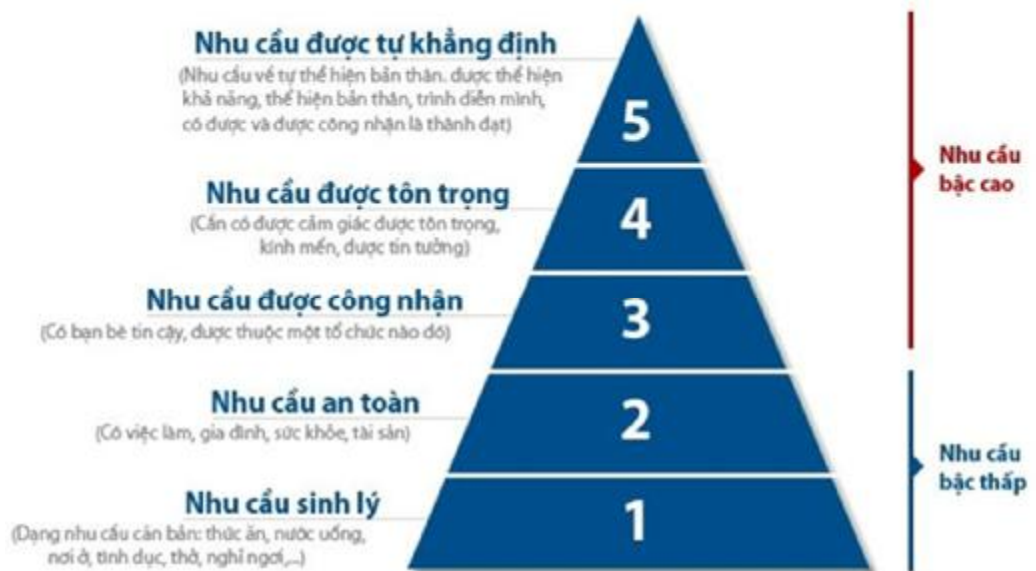 Nhu cầu được tự khẳng định
(Nhu cầu về tự thể hiện bản thân. được thể hiện
khả năng, thể hiện bản thân, trình diễn mình,
có được và được công nhận là thành đạt)
5
Nhu cầu được tôn trọng
(Cần có được cảm giác được tôn trọng,
kính mến, được tin tưởng)
4
Nhu cầu
bậc cao
Nhu cầu được công nhận
(Có bạn bè tin cậy, được thuộc một tổ chức nào đó)
3
Nhu cầu an toàn
(Có việc làm, gia đình, sức khỏe, tài sản)
2
Nhu cầu
bậc thấp
Nhu cầu sinh lý
(Dạng nhu cầu căn bản: thức ăn, nước uống,
nơi ở, tình dục, thở, nghỉ ngơi,...)
1